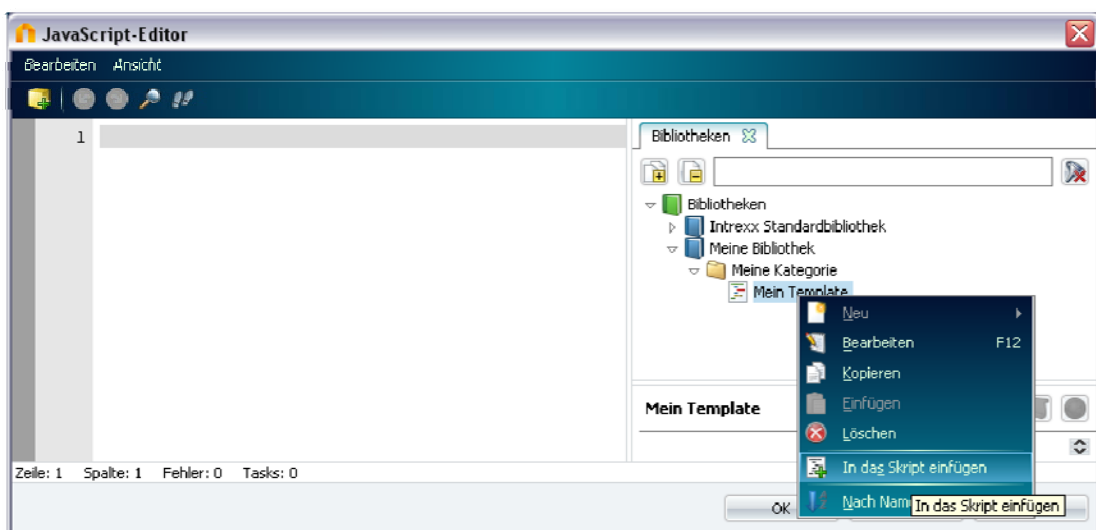 JavaScript-Editor
Bearbeiten Ansicht
1
Bibliotheken
Bibliotheken
Intrexx Standardbibliothek
Meine Bibliothek
Meine Kategorie
Mein Template
Neu
Bearbeiten F12
Kopieren
Einfügen
Mein Template
Löschen
In das Skript einfügen
Zeile: 1 Spalte: 1 Fehler: 0 Tasks: 0
OK
Nach
In das Skript einfügen